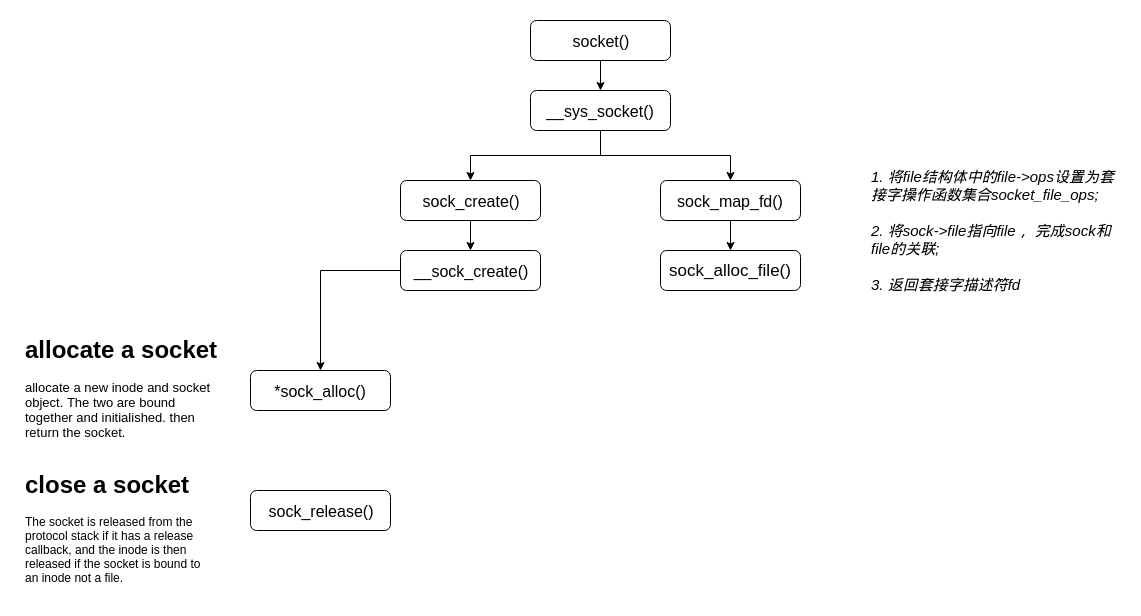 socket()
__sys_socket()
sock_create()
sock_map_fd()
__sock_create()
sock_alloc_file()
1. 将file结构体中的file->ops设置为套
接字操作函数集合socket_file_ops;
2. 将sock->file指向file ，完成sock和
file的关联;
3. 返回套接字描述符fd
allocate a socket
allocate a new inode and socket
object. The two are bound
together and initialished. then
return the socket.
*sock_alloc()
close a socket
The socket is released from the
protocol stack if it has a release
callback, and the inode is then
released if the socket is bound to
an inode not a file.
sock_release()